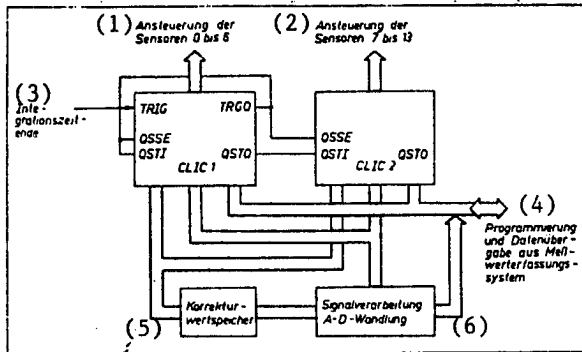 (1) Ansteuerung der
Sensoren 0 bis 6
(2) Ansteuerung der
Sensoren 7 bis 13
(3)
Inte-
grationszeit-
ende
TRIG
TRGO
QSSE
QSTI
QSTO
CLIC 1
QSSE
QSTI
QSTO
CLIC 2
(4)
Programmierung
und Datenüber-
gabe aus Meß-
werterfassungs-
system
(5)
Korrektur-
wertspeicher
Signalverarbeitung
A-D-Wandlung
(6)